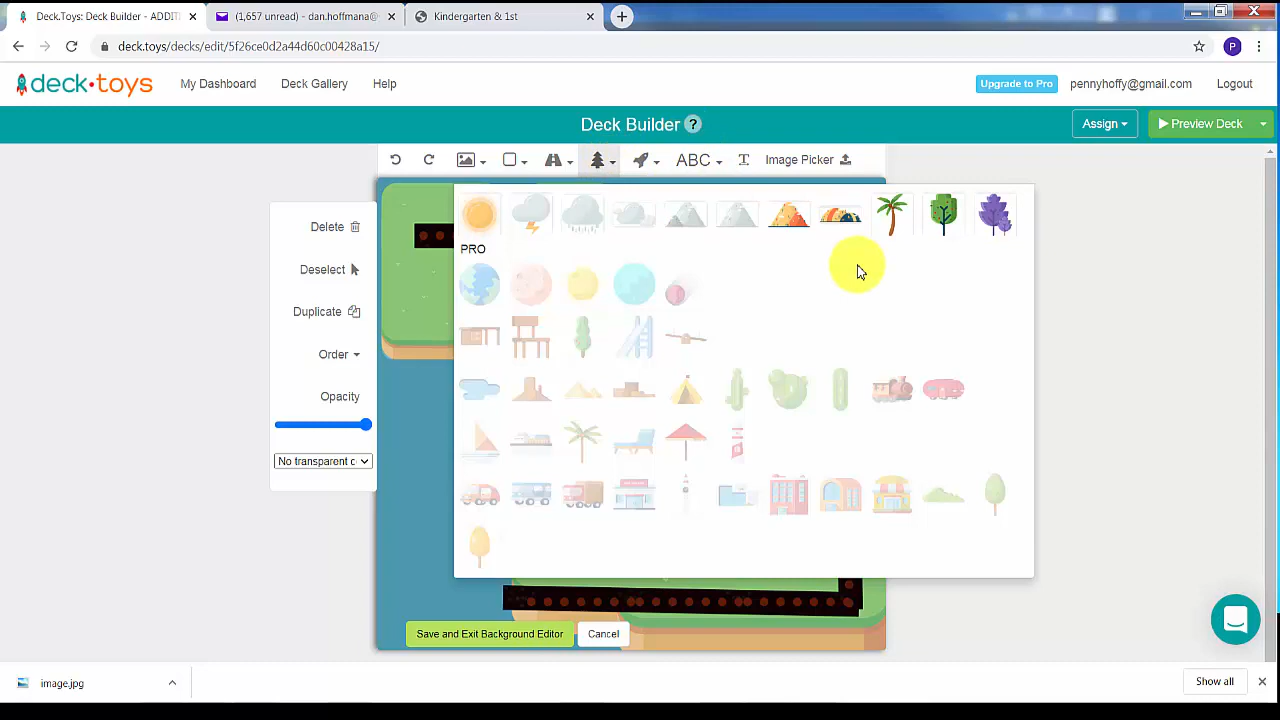 Deck.Toys: Deck Builder - ADDITI
(1,657 unread) - dan.hoffmana@
Kindergarten
deck.toys/decks/edit/5f26ce0d2a44d60c00428a15/
P
deck•toys
My Dashboard
Deck Gallery
Help
Upgrade to Pro
pennyhoffy@gmail.com
Logout
Deck Builder ?
Assign
Preview Deck
ABC
T
Image Picker
Delete
Deselect
Duplicate
Order
Opacity
No transparent c
PRO
Save and Exit Background Editor
Cancel
image.jpg
Show all